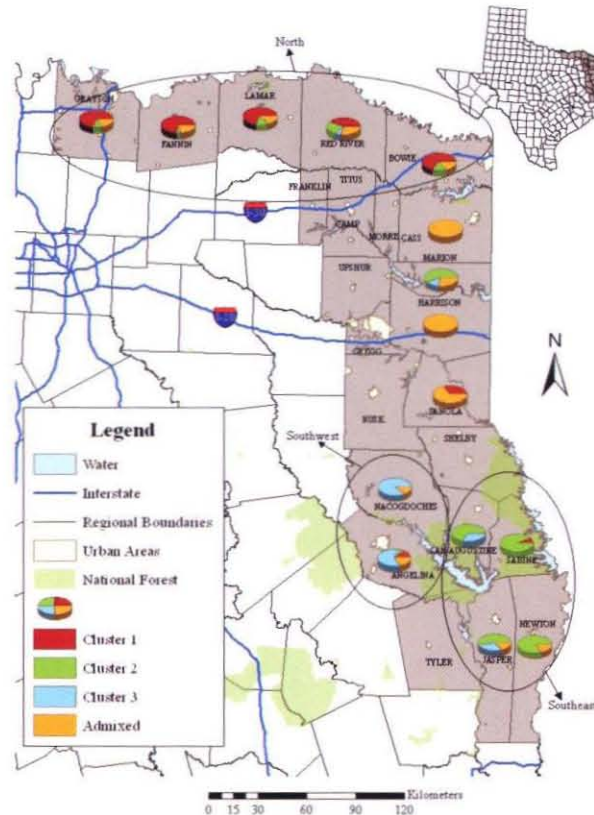 North
GRAYSON
FANNIN
LAMAR
RED RIVER
BOWIE
FRANKLIN
TITUS
CAMP
MORRIS
CASS
MARION
UPSHUR
HARRISON
GREGG
PANOLA
RUSK
SHELBY
N
Southwest
NACOGDOCHES
SAN AUGUSTINE
SABINE
ANGELINA
NEWTON
TYLER
JASPER
Southeast
Legend
Water
Interstate
Regional Boundaries
Urban Areas
National Forest
Cluster 1
Cluster 2
Cluster 3
Admixed
Kilometers
0 15 30 60 90 120